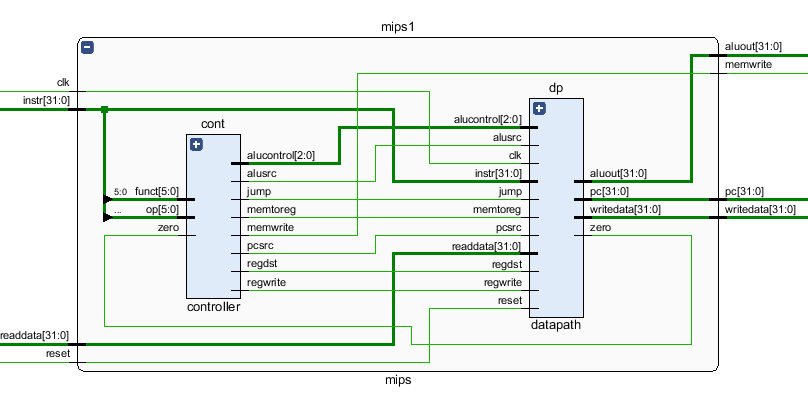 mips1
clk
instr[31:0]
readdata[31:0]
reset
cont
5:0 funct[5:0]
... op[5:0]
zero
alucontrol[2:0]
alusrc
jump
memtoreg
memwrite
pcsrc
regdst
regwrite
controller
dp
alucontrol[2:0]
alusrc
clk
instr[31:0]
jump
memtoreg
pcsrc
readdata[31:0]
regdst
regwrite
reset
aluout[31:0]
pc[31:0]
writedata[31:0]
zero
datapath
aluout[31:0]
memwrite
pc[31:0]
writedata[31:0]
mips